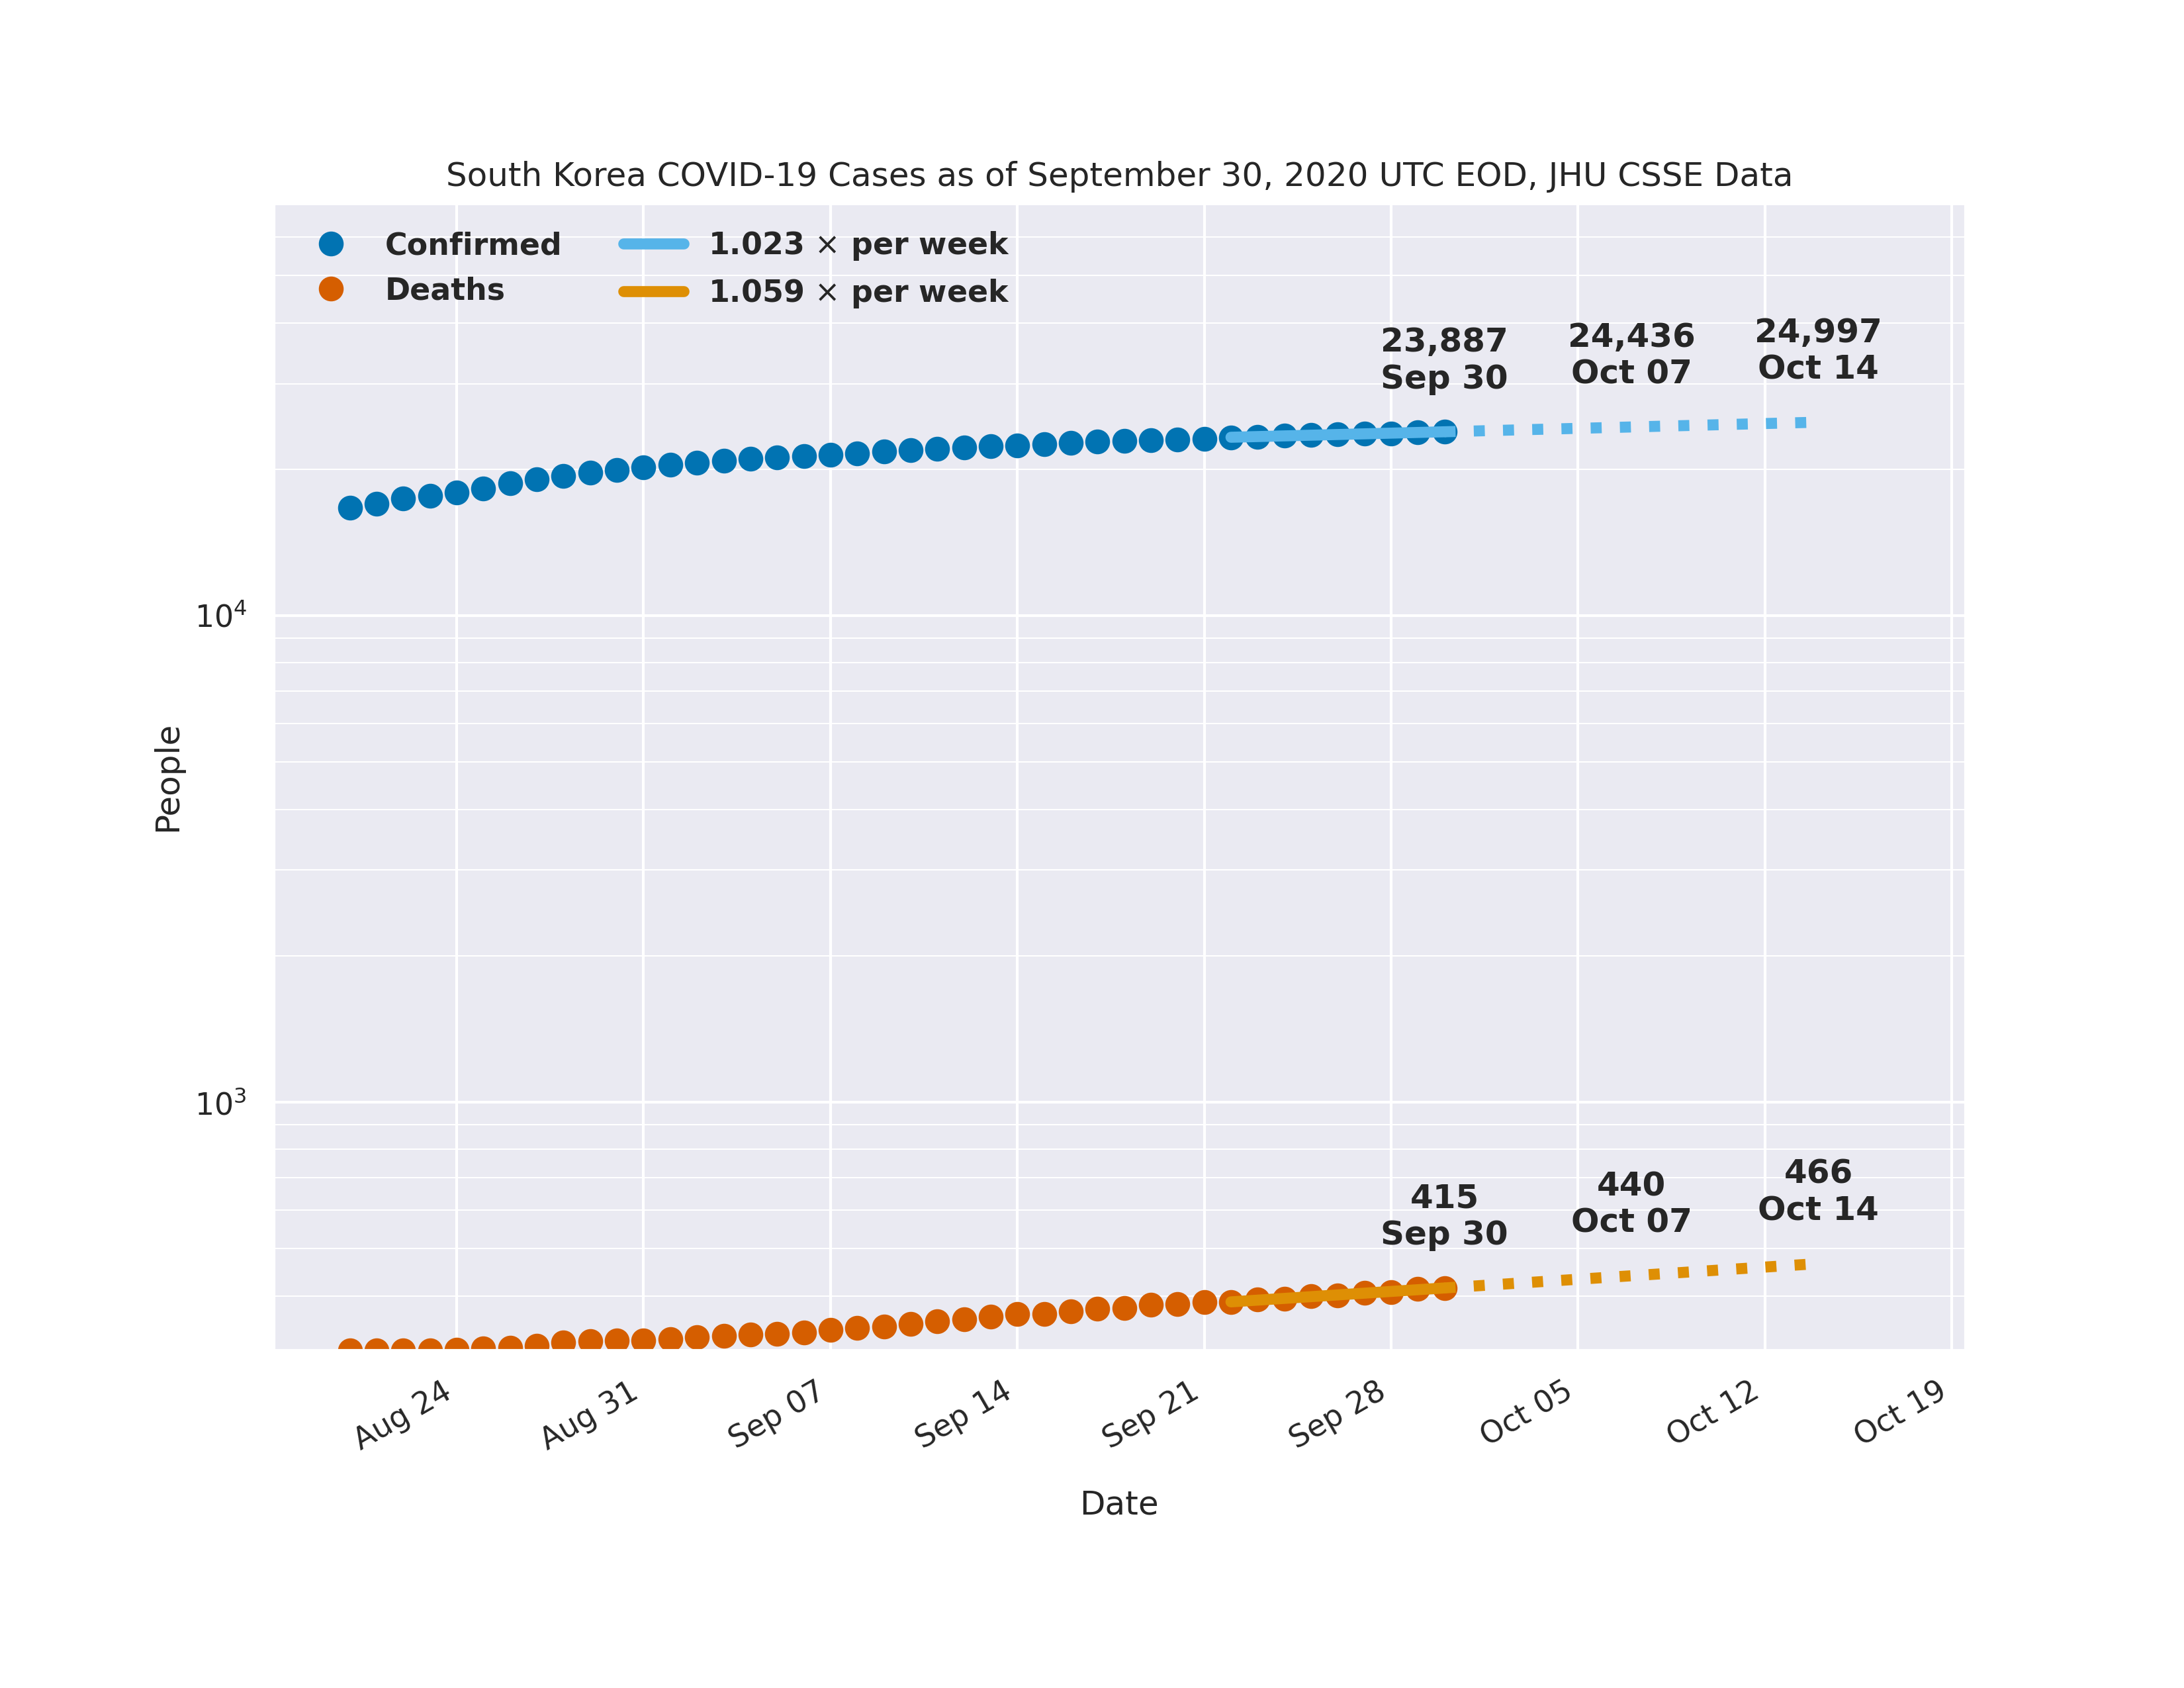 South Korea COVID-19 Cases as of September 30, 2020 UTC EOD, JHU CSSE Data
Confirmed
Deaths
1.023 × per week
1.059 × per week
23,887
Sep 30
24,436
Oct 07
24,997
Oct 14
10⁴
People
10³
415
Sep 30
440
Oct 07
466
Oct 14
Aug 24
Aug 31
Sep 07
Sep 14
Sep 21
Sep 28
Oct 05
Oct 12
Oct 19
Date